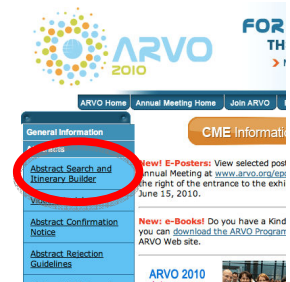 ARVO
2010
FOR
TH
ARVO Home
Annual Meeting Home
Join ARVO
General Information
CME Informati
Abstract Search and
Itinerary Builder
Abstract Confirmation
Notice
Abstract Rejection
Guidelines
New! E-Posters: View selected post
Annual Meeting at www.arvo.org/epo
the right of the entrance to the exhi
June 15, 2010.
New: e-Books! Do you have a Kind
you can download the ARVO Program
ARVO Web site.
ARVO 2010